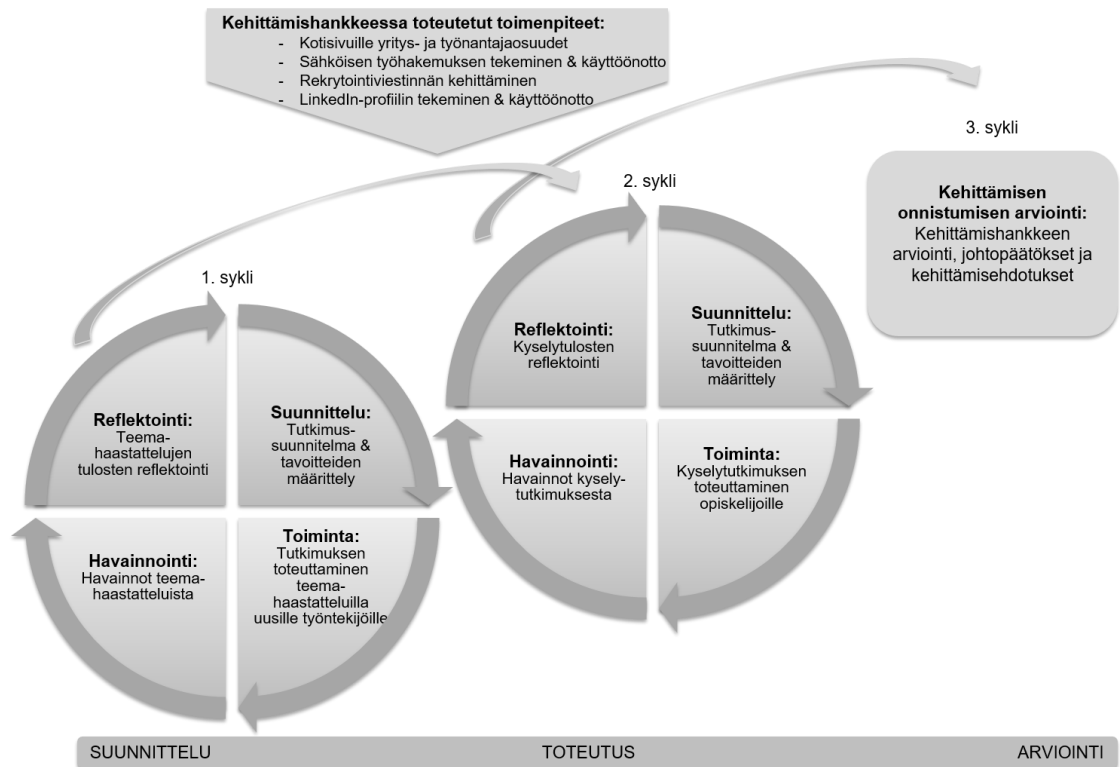 Kehittämishankkeessa toteutetut toimenpiteet:
- Kotisivuille yritys- ja työnantajaosuudet
- Sähköisen työhakemuksen tekeminen & käyttöönotto
- Rekrytointiviestinnän kehittäminen
- LinkedIn-profiilin tekeminen & käyttöönotto
1. sykli
Reflektointi:
Teema-
haastattelujen
tulosten reflektointi
Suunnittelu:
Tutkimus-
suunnitelma &
tavoitteiden
määrittely
Havainnointi:
Havainnot teema-
haastatteluista
Toiminta:
Tutkimuksen
toteuttaminen
teema-
haastatteluilla
uusille työntekijöille
2. sykli
Reflektointi:
Kyselytulosten
reflektointi
Suunnittelu:
Tutkimus-
suunnitelma &
tavoitteiden
määrittely
Havainnointi:
Havainnot kysely-
tutkimuksesta
Toiminta:
Kyselytutkimuksen
toteuttaminen
opiskelijoille
3. sykli
Kehittämisen
onnistumisen arviointi:
Kehittämishankkeen
arviointi, johtopäätökset ja
kehittämisehdotukset
SUUNNITTELU TOTEUTUS ARVIOINTI